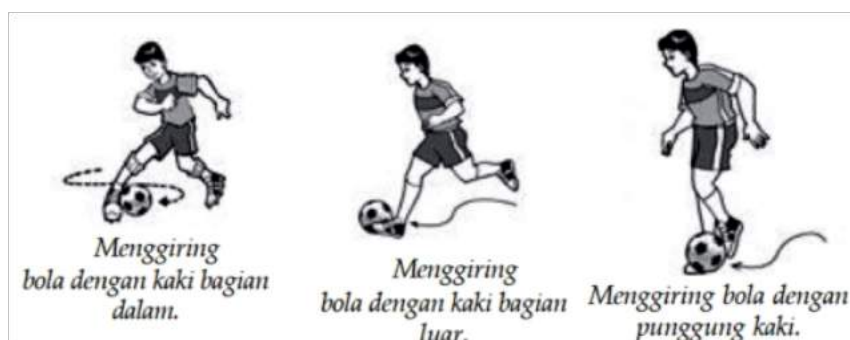 Menggiring
bola dengan kaki bagian
dalam.
Menggiring
bola dengan kaki bagian
luar.
Menggiring bola dengan
punggung kaki.